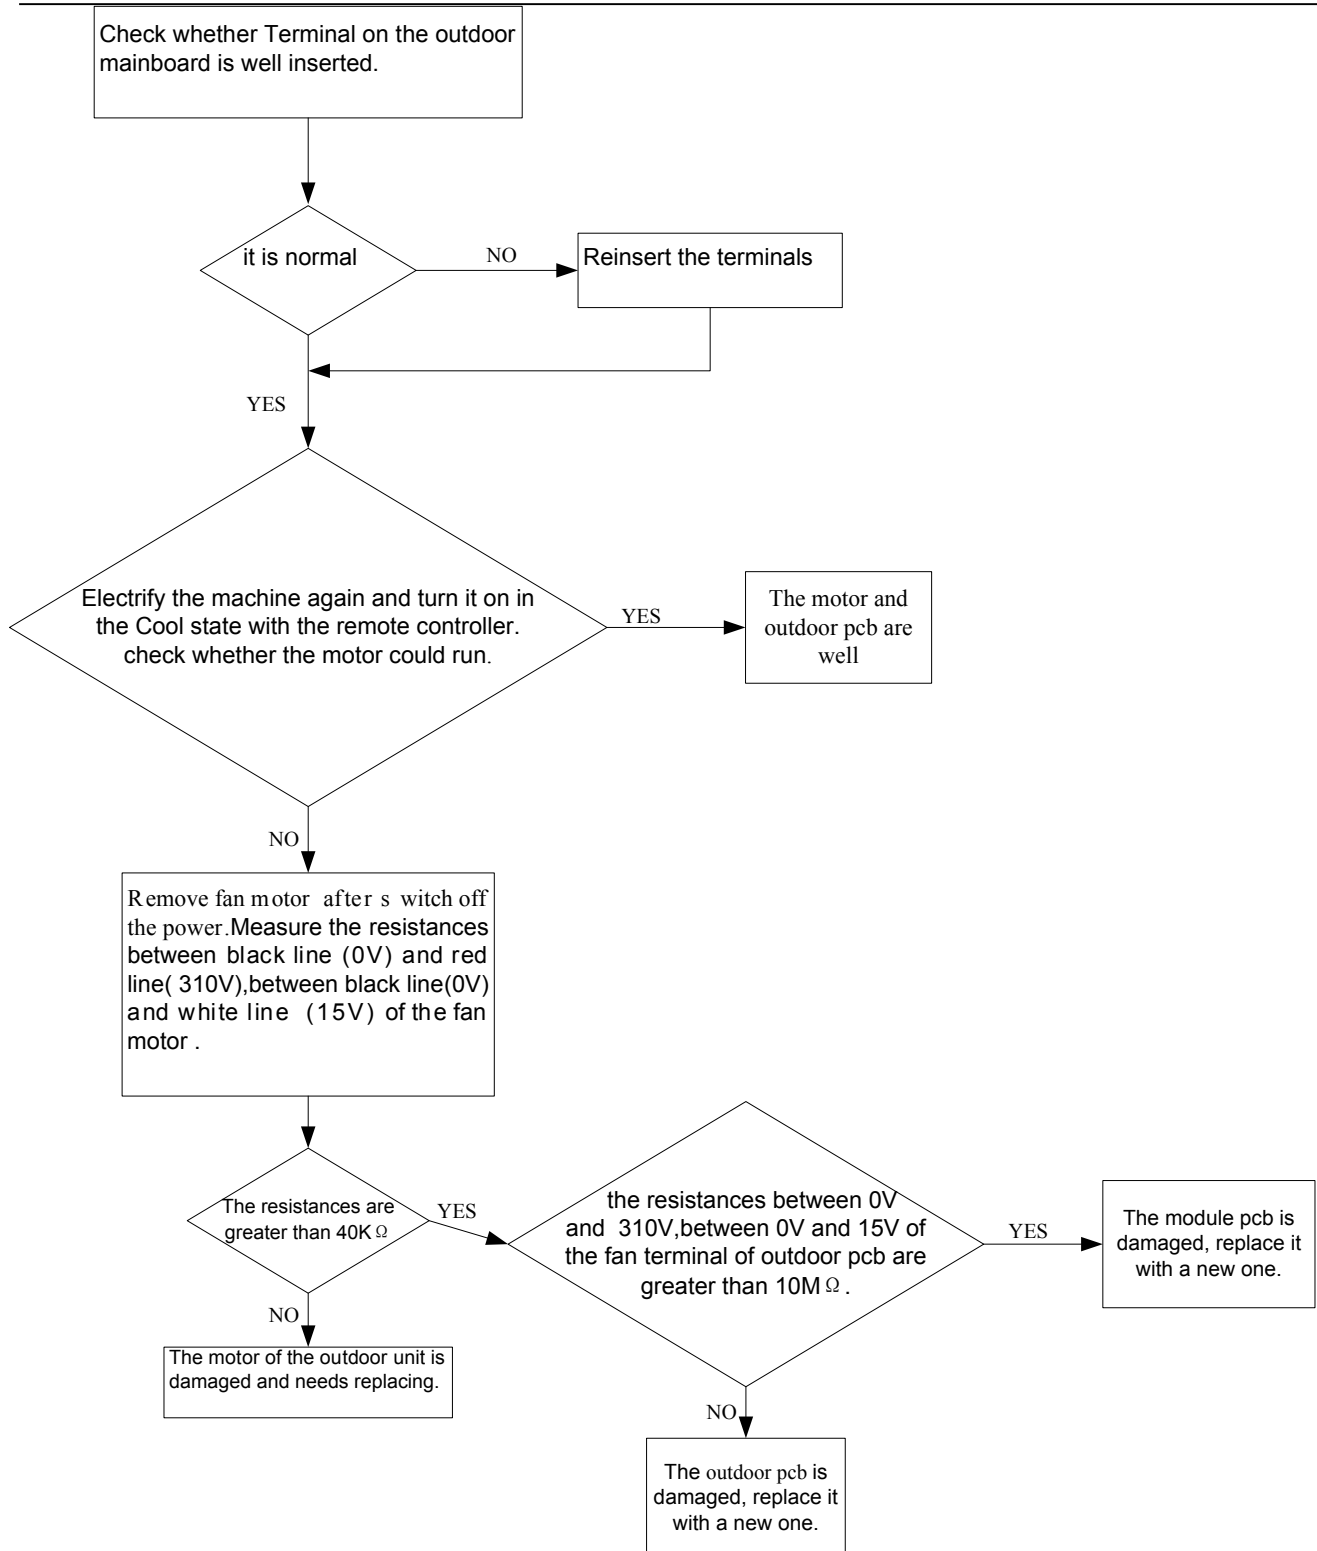 Check whether Terminal on the outdoor
mainboard is well inserted.
it is normal
NO
Reinsert the terminals
YES
Electrify the machine again and turn it on in
the Cool state with the remote controller.
check whether the motor could run.
YES
The motor and
outdoor pcb are
well
NO
Remove fan motor after s witch off
the power.Measure the resistances
between black line (0V) and red
line( 310V),between black line(0V)
and white line (15V) of the fan
motor .
The resistances are
greater than 40K Ω
YES
the resistances between 0V
and 310V,between 0V and 15V of
the fan terminal of outdoor pcb are
greater than 10M Ω .
YES
The module pcb is
damaged, replace it
with a new one.
NO
The motor of the outdoor unit is
damaged and needs replacing.
NO
The outdoor pcb is
damaged, replace it
with a new one.